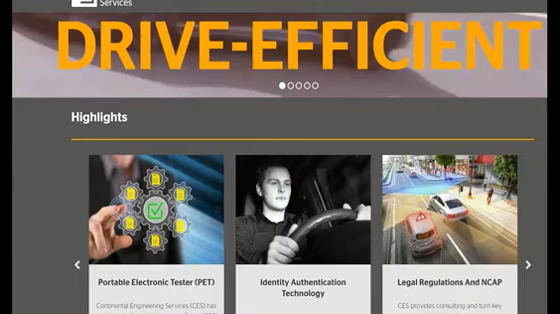 Services
DRIVE-EFFICIENT
Highlights
Portable Electronic Tester (PET)
Identity Authentication
Technology
Legal Regulations And NCAP
Continental Engineering Services (CES) has
CES provides consulting and turn-key